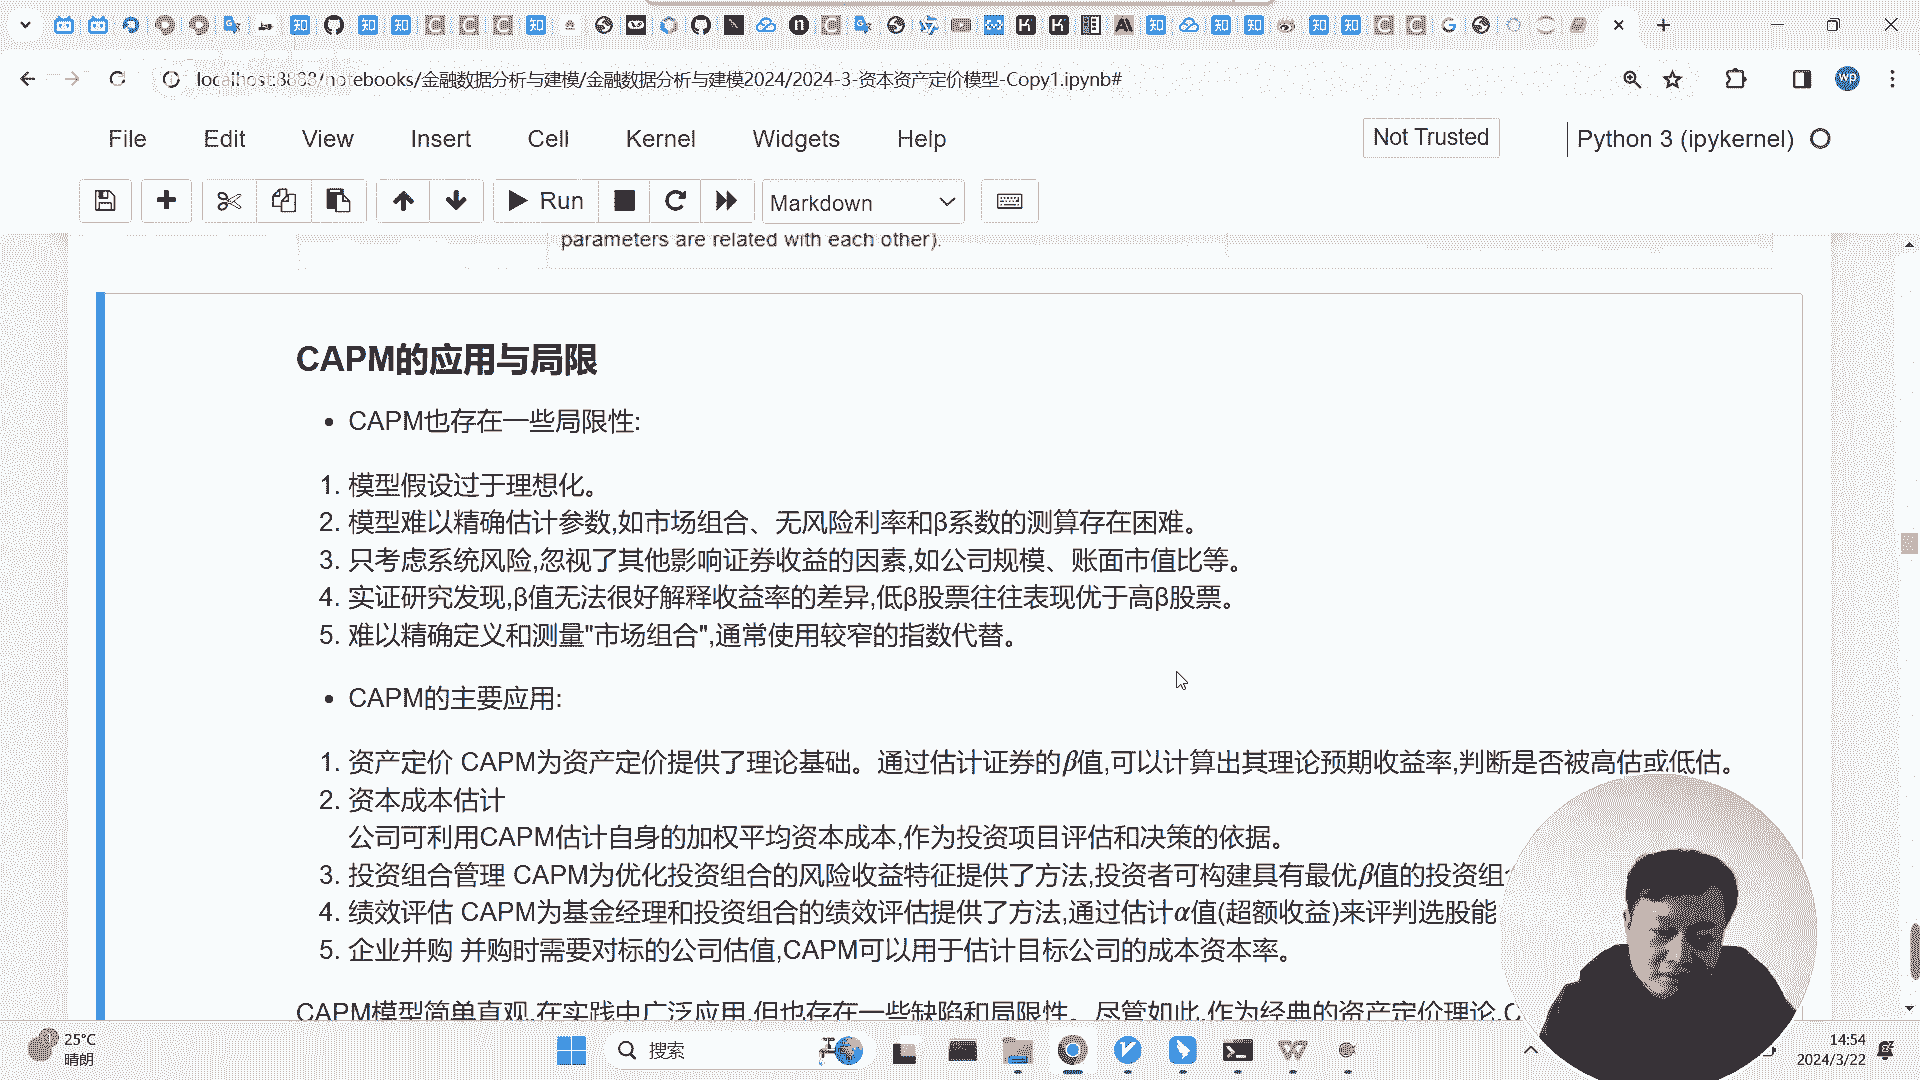 localhost:8888/notebooks/金融数据分析与建模/金融数据分析与建模2024/2024-3-资本资产定价模型-Copy1.ipynb#
wp
File Edit View Insert Cell Kernel Widgets Help
Not Trusted
Python 3 (ipykernel)
Run
Markdown
parameters are related with each other).
CAPM的应用与局限
• CAPM也存在一些局限性:
1. 模型假设过于理想化。
2. 模型难以精确估计参数,如市场组合、无风险利率和β系数的测算存在困难。
3. 只考虑系统风险,忽视了其他影响证券收益的因素,如公司规模、账面市值比等。
4. 实证研究发现,β值无法很好解释收益率的差异,低β股票往往表现优于高β股票。
5. 难以精确定义和测量"市场组合",通常使用较窄的指数代替。
• CAPM的主要应用:
1. 资产定价 CAPM为资产定价提供了理论基础。通过估计证券的β值,可以计算出其理论预期收益率,判断是否被高估或低估。
2. 资本成本估计
公司可利用CAPM估计自身的加权平均资本成本,作为投资项目评估和决策的依据。
3. 投资组合管理 CAPM为优化投资组合的风险收益特征提供了方法,投资者可构建具有最优β值的投资组
4. 绩效评估 CAPM为基金经理和投资组合的绩效评估提供了方法,通过估计α值(超额收益)来评判选股能
5. 企业并购 并购时需要对标的公司估值,CAPM可以用于估计目标公司的成本资本率。
CAPM模型简单直观,在实践中广泛应用,但也存在一些缺陷和局限性。尽管如此,作为经典的资产定价理论,C
25°C
晴朗
搜索
14:54
2024/3/22